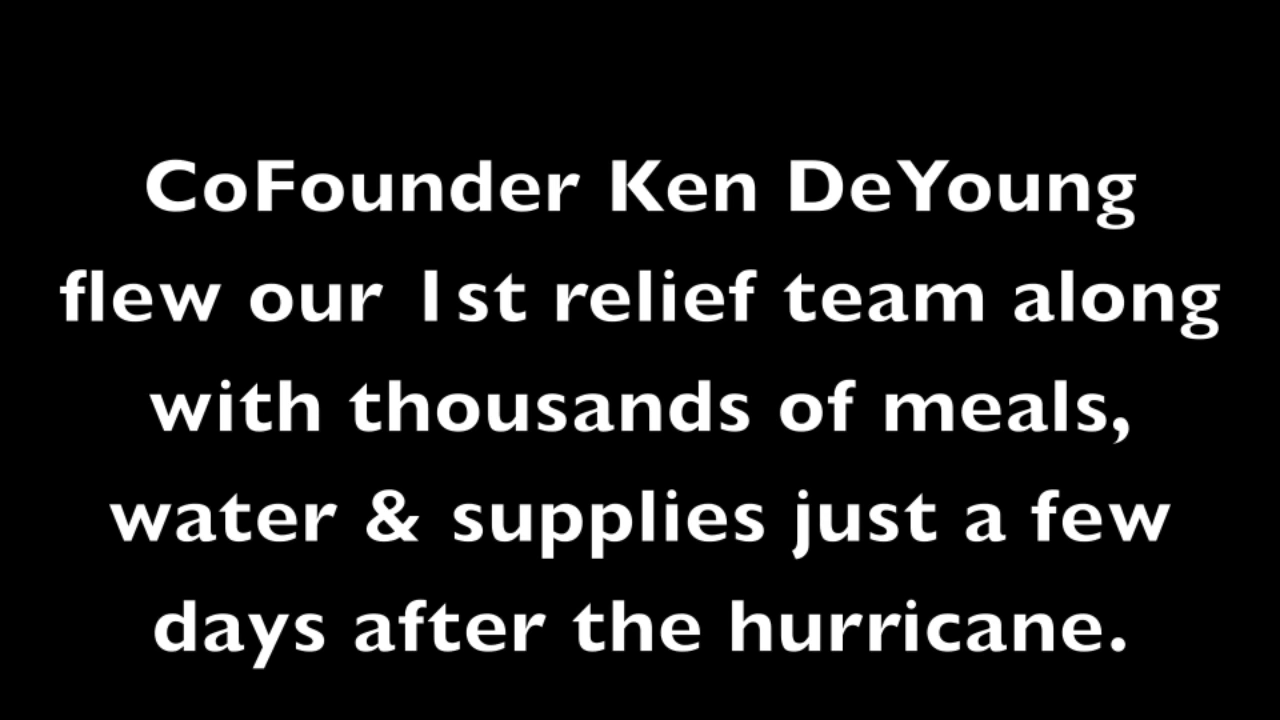 CoFounder Ken DeYoung
flew our 1st relief team along
with thousands of meals,
water & supplies just a few
days after the hurricane.